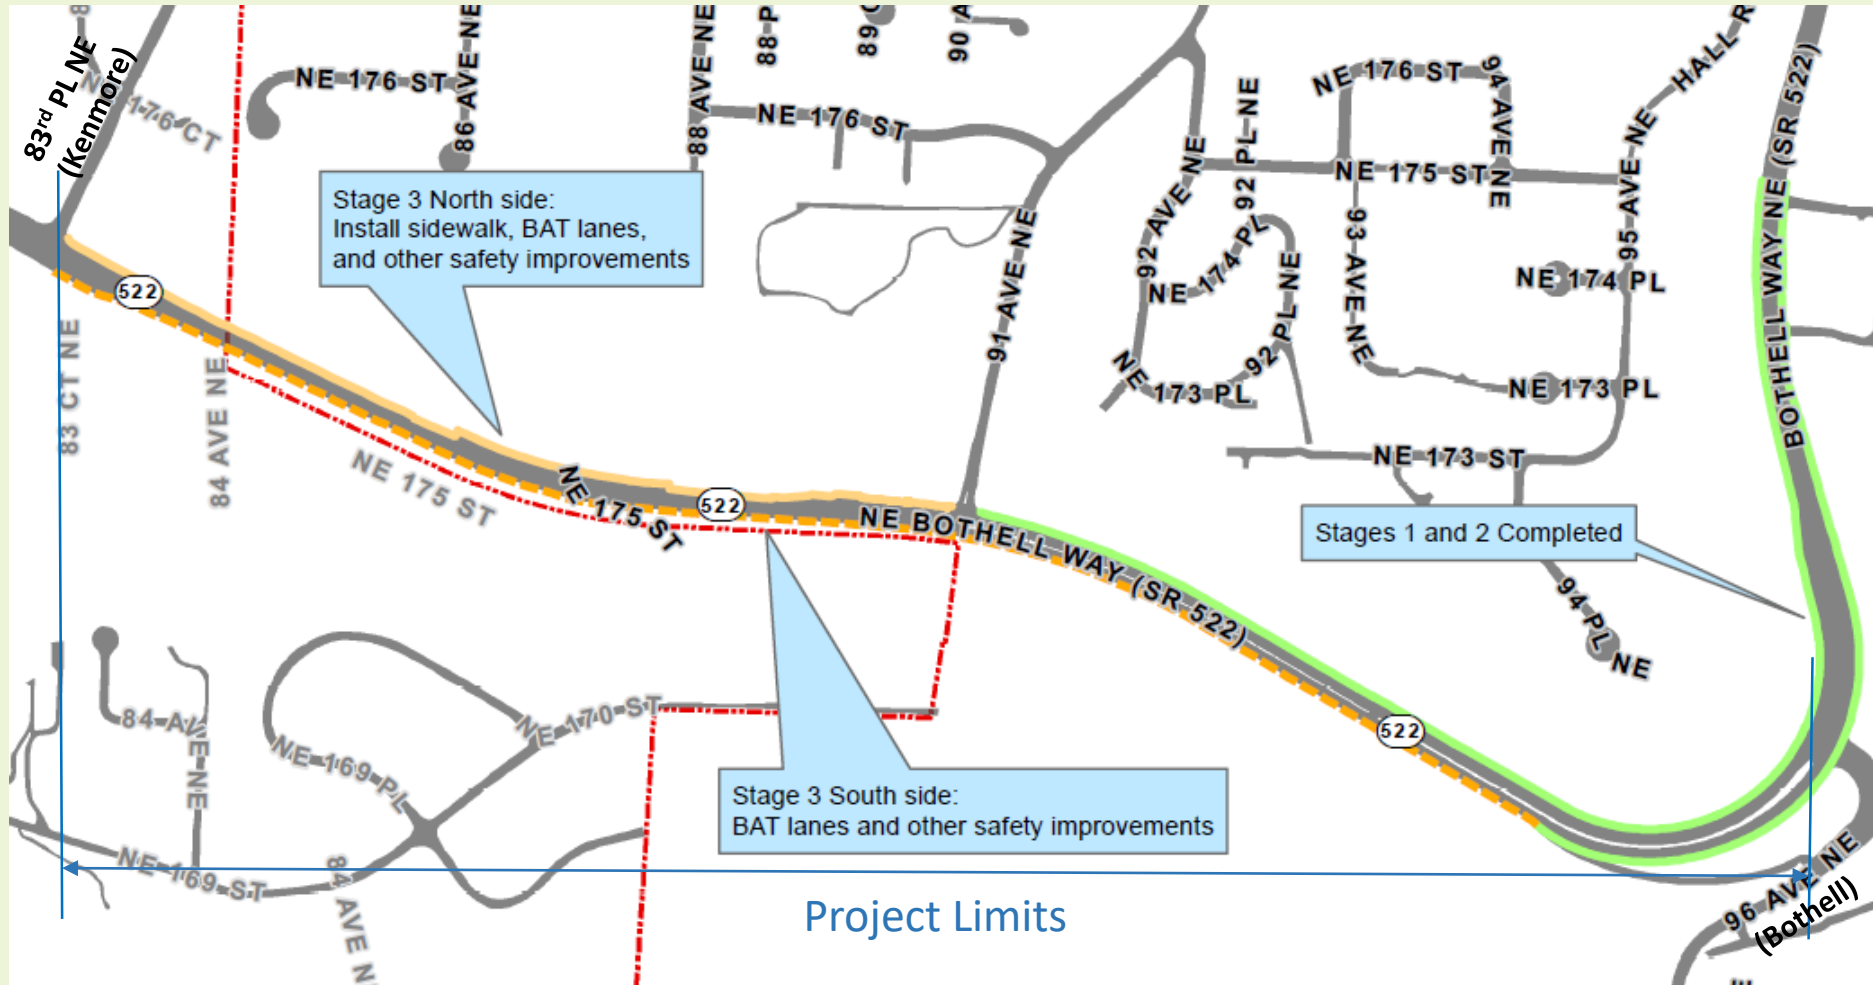 83rd PL NE
(Kenmore)
NE 176 CT
NE 176 ST
86 AVE NE
88 AVE NE
88 P
89 C
90 A
NE 176 ST
NE 176 ST
94 AVE NE
HALL R
92 PL NE
NE 175 ST
92 AVE NE
95 AVE NE
BOTHELL WAY NE (SR 522)
Stage 3 North side:
Install sidewalk, BAT lanes,
and other safety improvements
91 AVE NE
NE 174 PL
92 PL NE
93 AVE NE
NE 174 PL
522
83 CT NE
84 AVE NE
NE 173 PL
NE 173 PL
NE 175 ST
NE 175 ST
522
NE 173 ST
NE BOTHELL WAY (SR 522)
Stages 1 and 2 Completed
94 PL NE
84 AVE NE
NE 170 ST
NE 169 PL
522
Stage 3 South side:
BAT lanes and other safety improvements
NE 169 ST
84 AVE N
Project Limits
96 AVE NE
(Bothell)